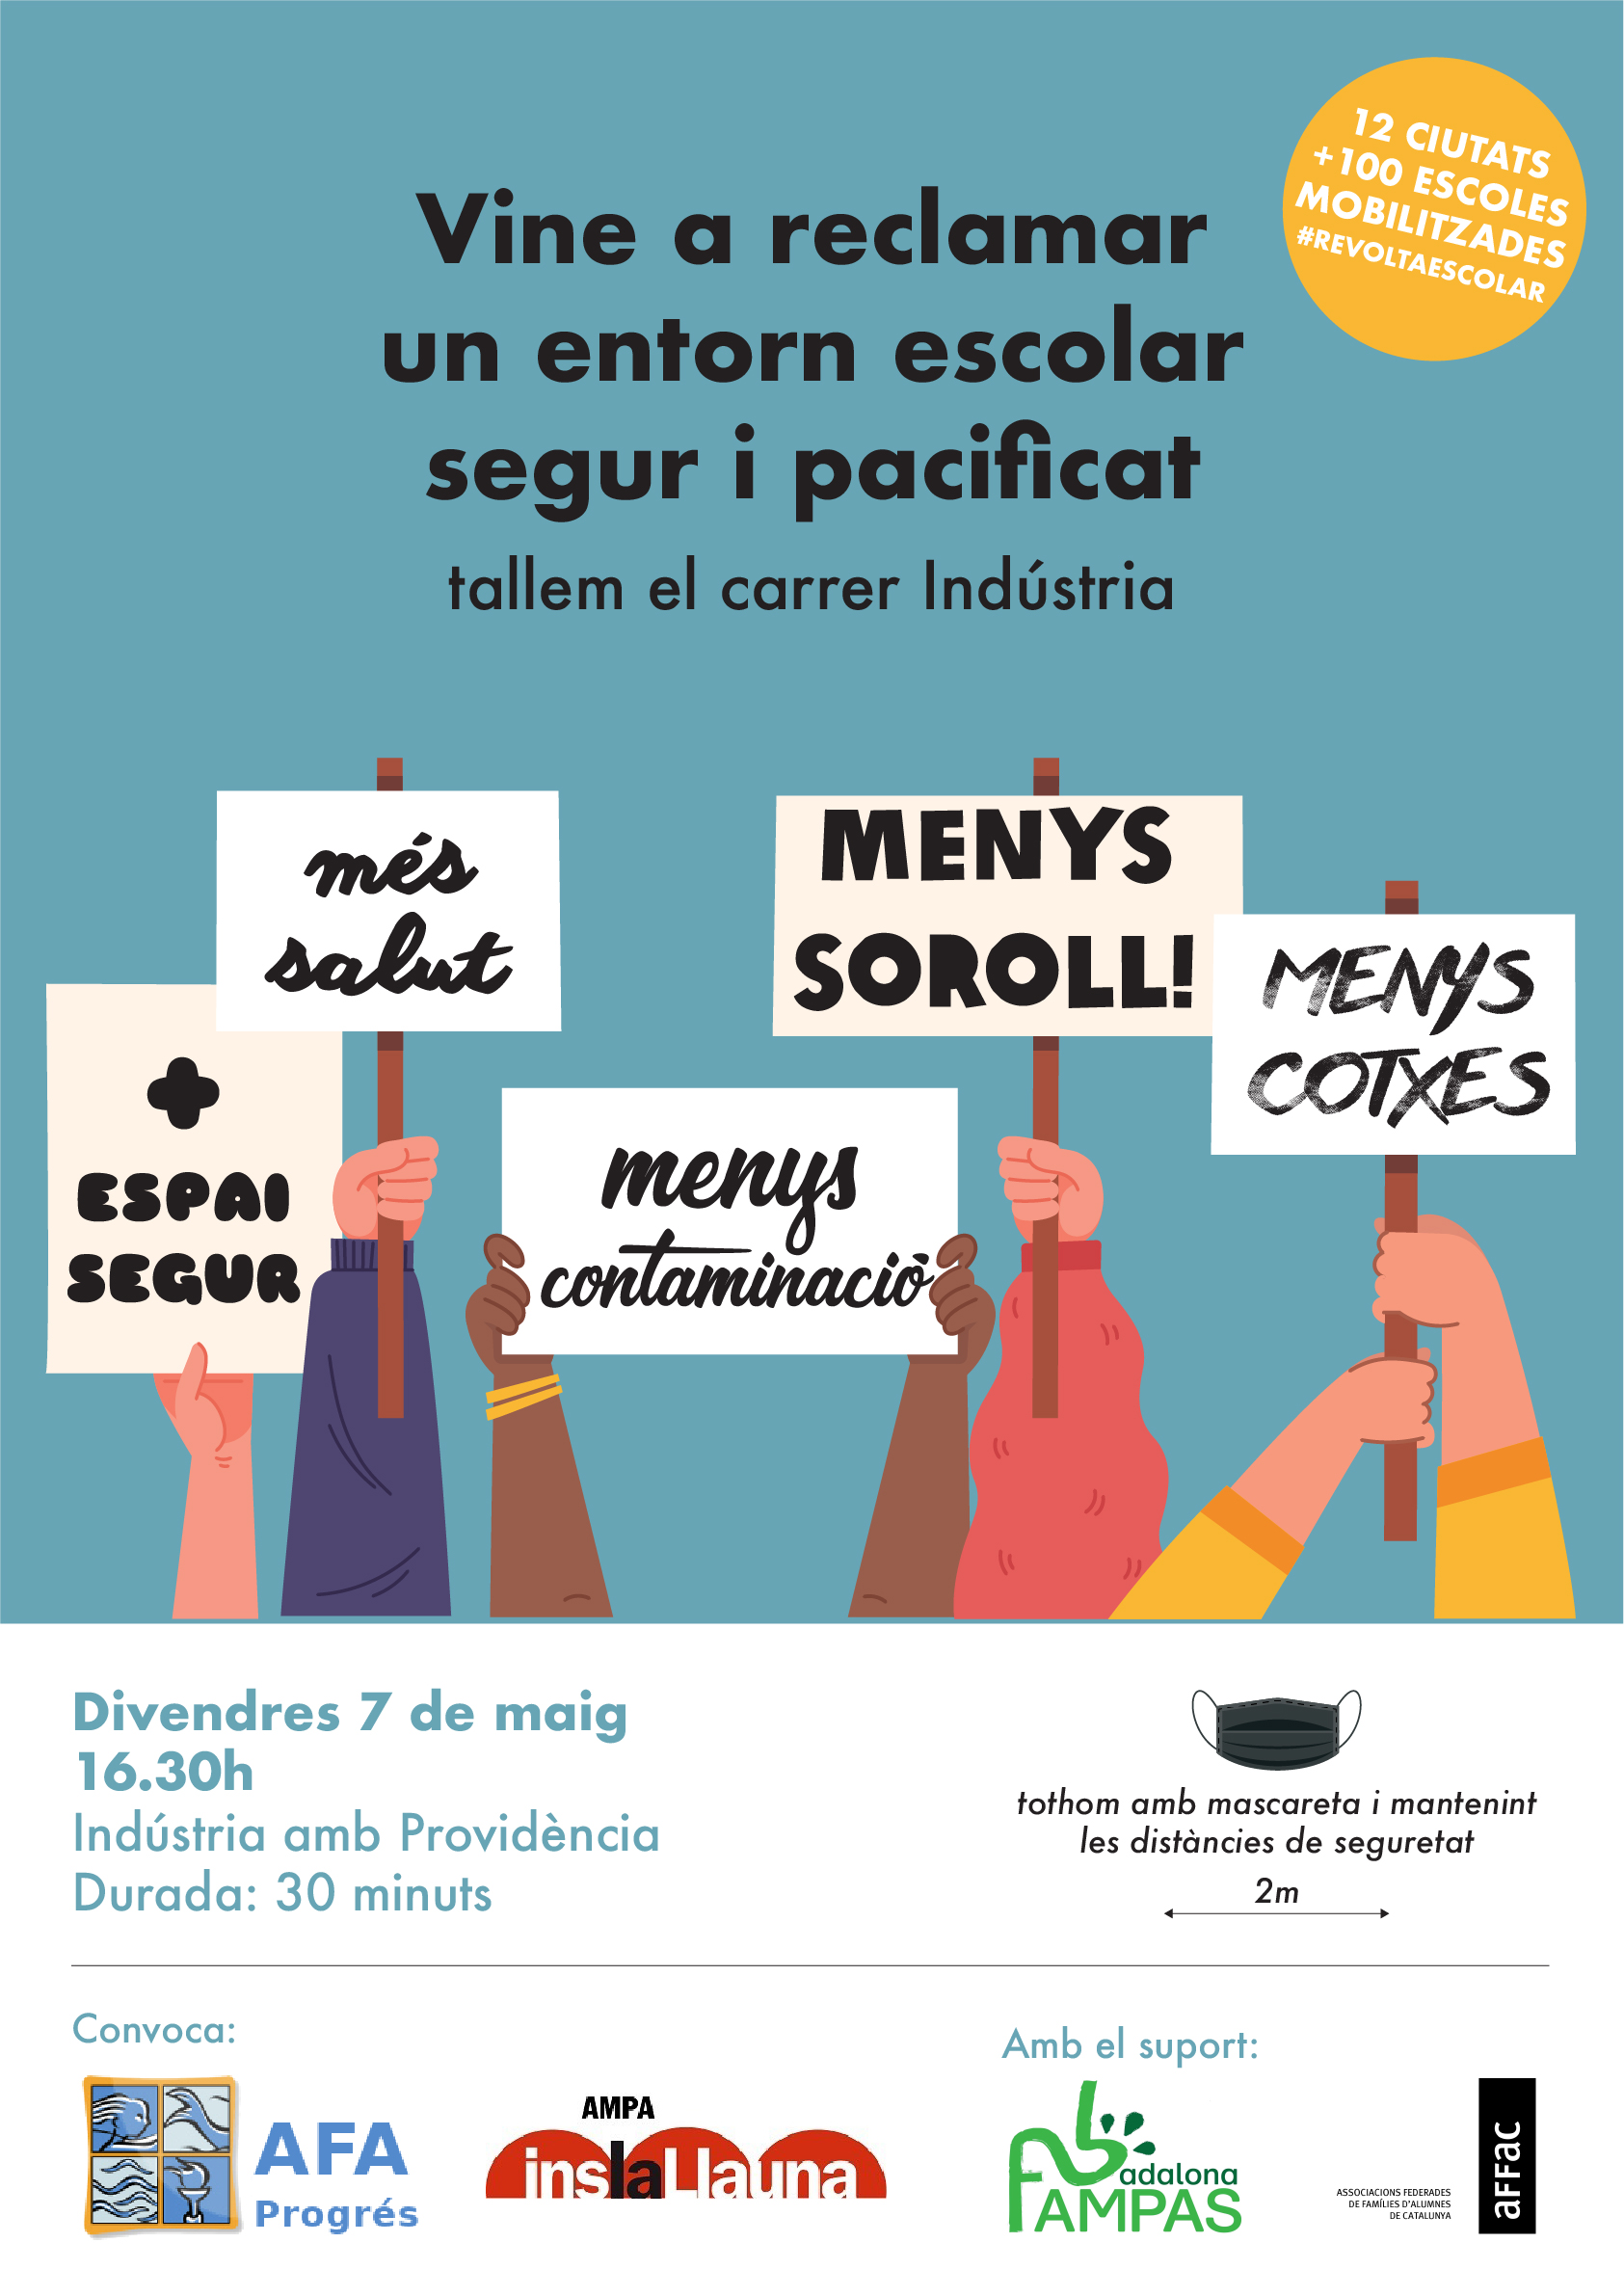 12 CIUTATS
+100 ESCOLES
MOBILITZADES
#REVOLTAESCOLAR
Vine a reclamar
un entorn escolar
segur i pacificat
tallem el carrer Indústria
més
salut
MENYS
SOROLL!
MENYS
COTXES
+
ESPAI
SEGUR
menys
contaminació
Divendres 7 de maig
16.30h
Indústria amb Providència
Durada: 30 minuts
tothom amb mascareta i mantenint
les distàncies de seguretat
2m
Convoca:
AFA
Progrés
AMPA
inslaLlauna
Amb el suport:
FAb
adalona
AMPAS
ASSOCIACIONS FEDERADES
DE FAMÍLIES D'ALUMNES
DE CATALUNYA
aFFac